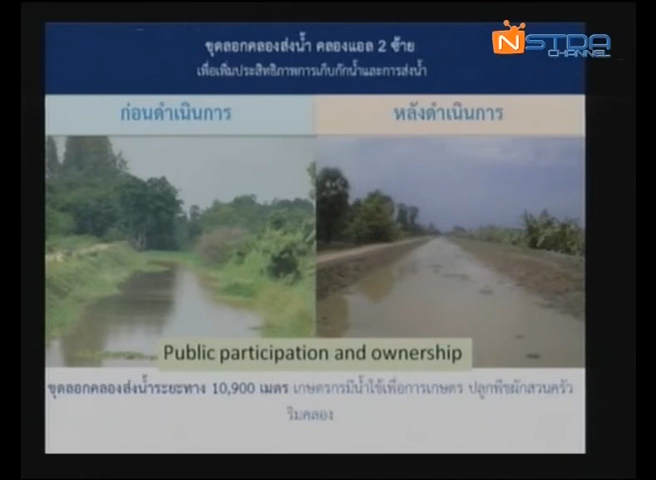 ขุดลอกคลองส่งน้ำ คลองแอล 2 ซ้าย
เพื่อเพิ่มประสิทธิภาพการเก็บกักน้ำและการส่งน้ำ
NSTDA
CHANNEL
ก่อนดำเนินการ
หลังดำเนินการ
Public participation and ownership
ขุดลอกคลองส่งน้ำระยะทาง 10,900 เมตร เกษตรกรมีน้ำใช้เพื่อการเกษตร ปลูกพืชผักสวนครัว
ริมคลอง